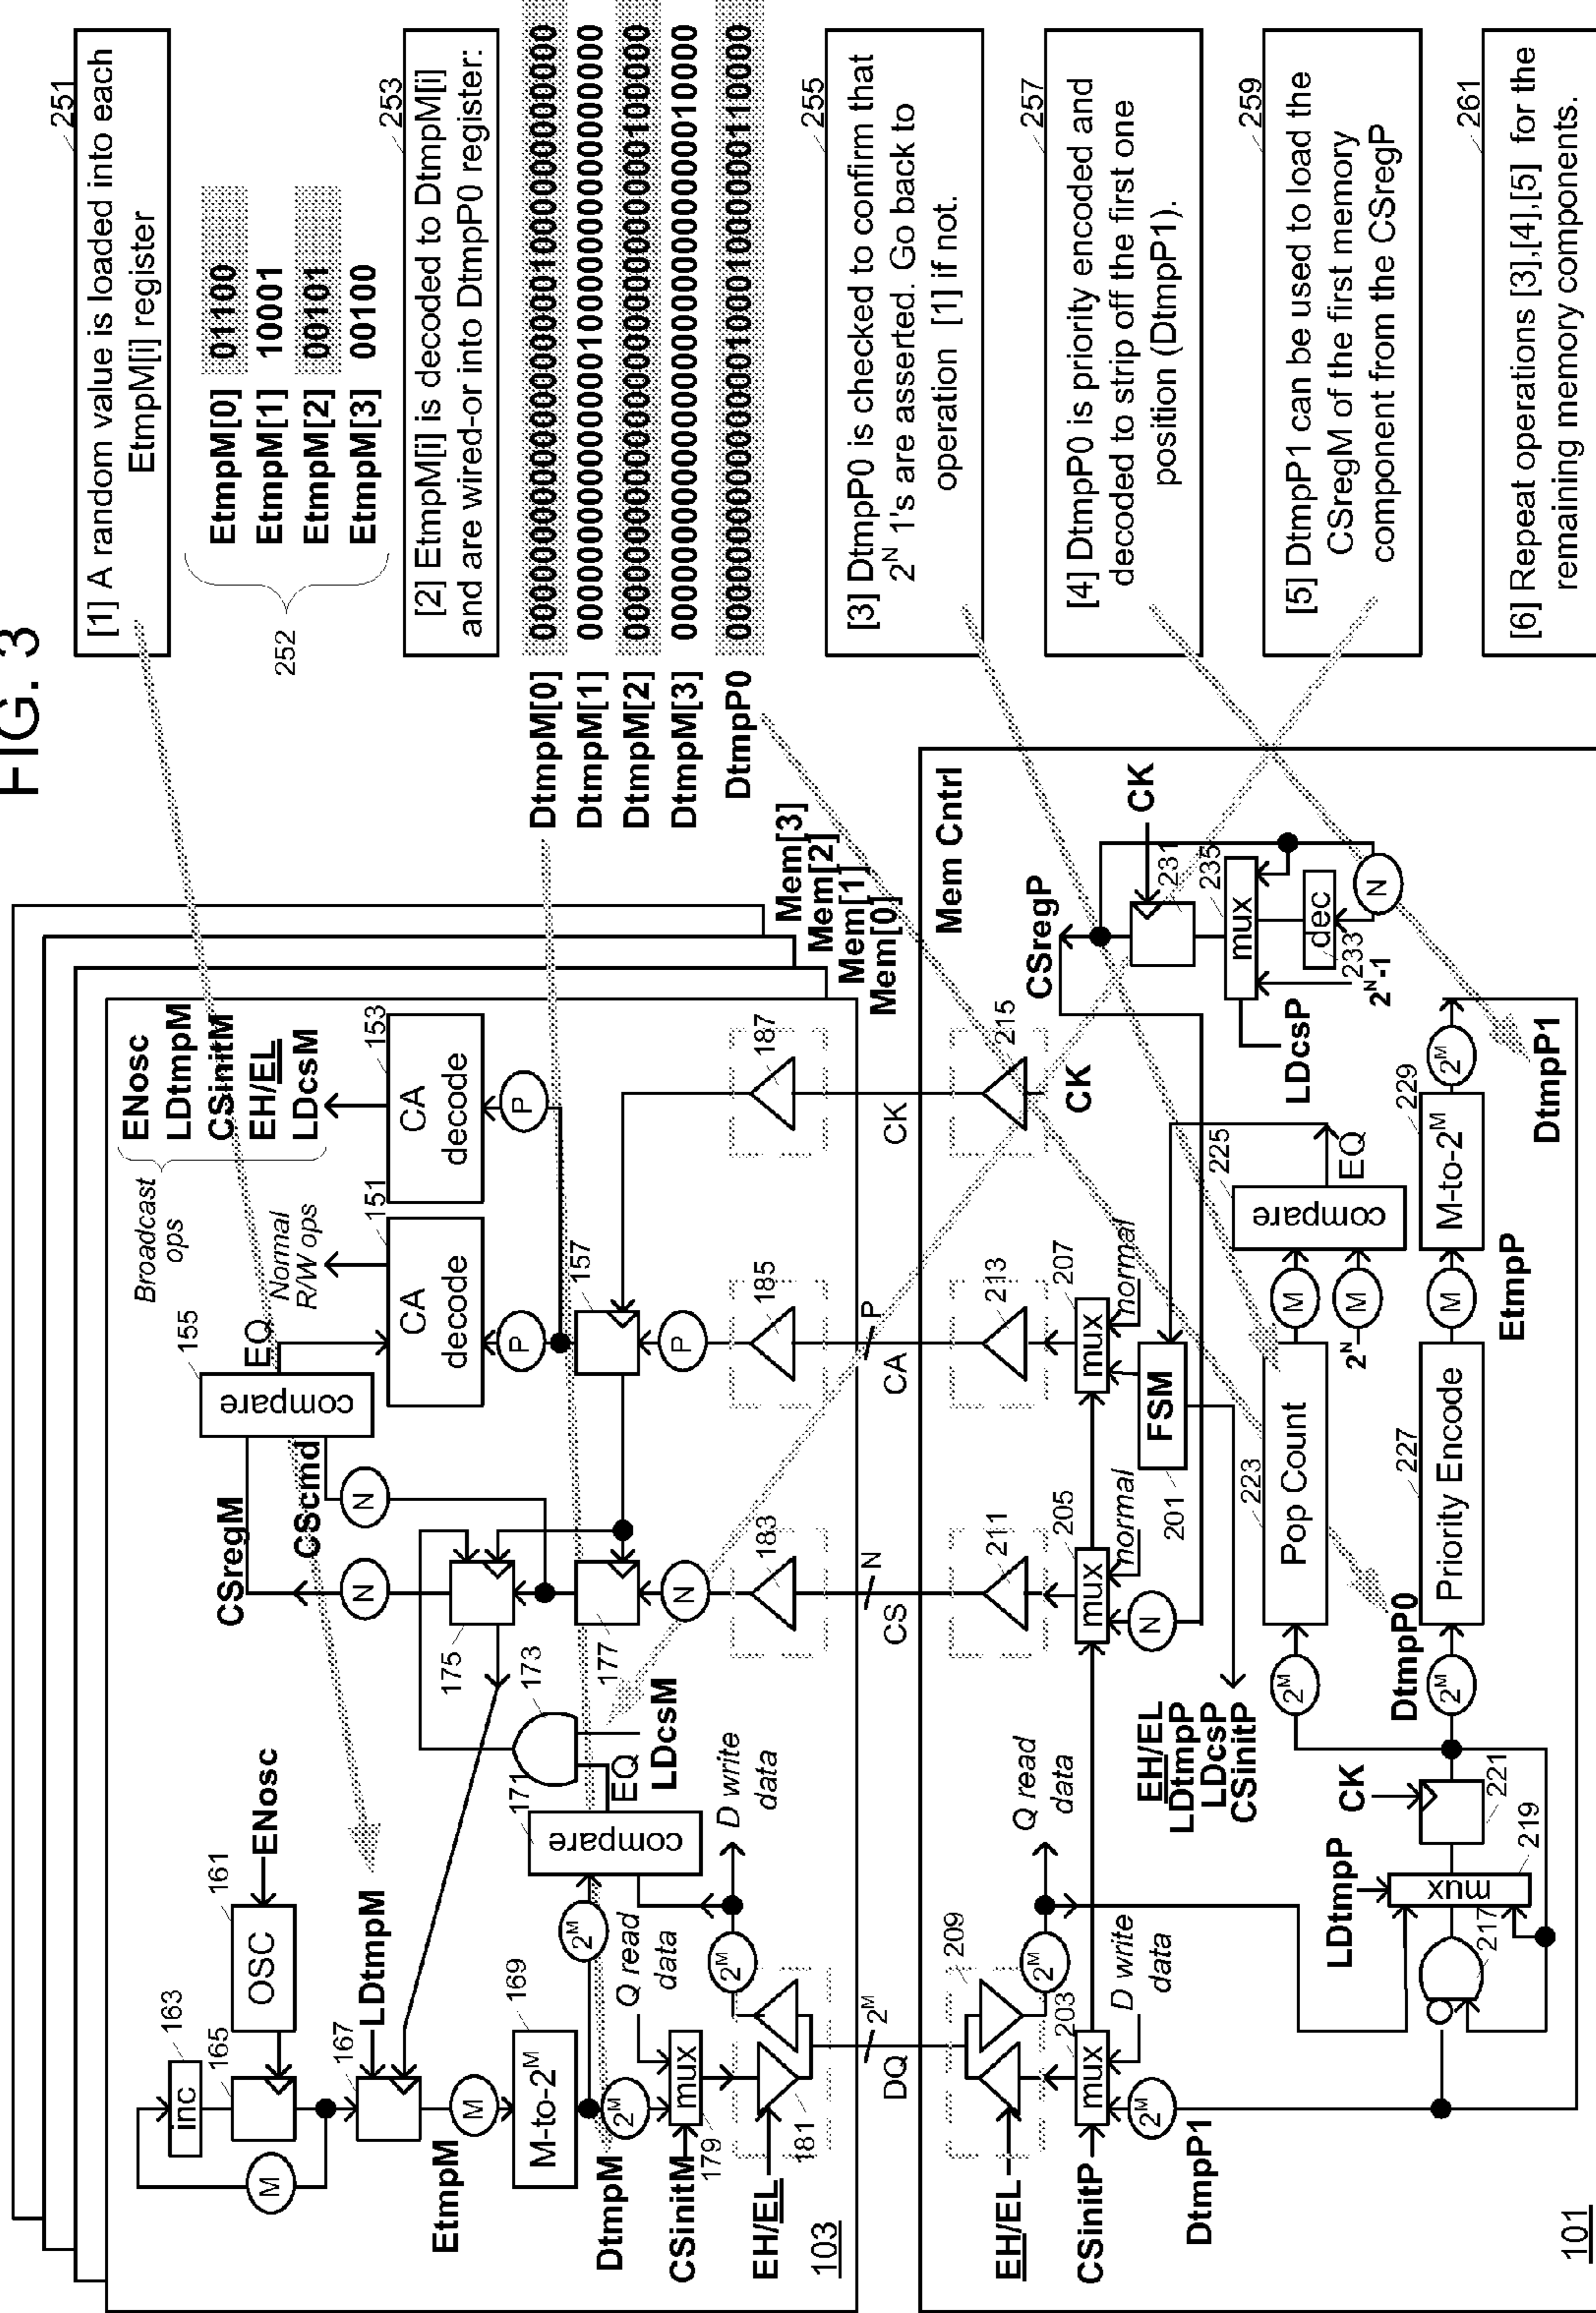 FIG. 3
ENosc
LDtmpM
CSinitM
EH/EL
LDcsM
Broadcast
ops
Normal
R/W ops
155
EQ
compare
151
CA
decode
153
CA
decode
P
P
CSregM
CScmd
N
N
163
inc
165
M
161
OSC
ENosc
167
LDtmpM
EtmpM
M
169
M-to-2M
175
173
177
157
171
compare
EQ
LDcsM
2M
DtmpM
2M
Q read
data
CSinitM
mux
179
2M
D write
data
EH/EL
181
N
183
P
185
187
103
Mem[3]
Mem[2]
Mem[1]
Mem[0]
DQ
2M
CS
N
CA
P
CK
Mem Cntrl
EH/EL
209
2M
Q read
data
211
213
215
CK
CSinitP
mux
203
2M
DtmpP1
D write
data
mux
205
N
normal
mux
207
normal
FSM
201
EH/EL
LDtmpP
LDcsP
CSinitP
CSregP
CK
231
mux
235
dec
233
2N-1
N
LDcsP
LDtmpP
mux
217
219
CK
221
2M
223
Pop Count
M
2N
M
225
compare
EQ
DtmpP0
2M
227
Priority Encode
M
EtmpP
229
M-to-2M
2M
DtmpP1
101
251
[1] A random value is loaded into each
EtmpM[i] register
252
EtmpM[0] 01100
EtmpM[1] 10001
EtmpM[2] 00101
EtmpM[3] 00100
253
[2] EtmpM[i] is decoded to DtmpM[i]
and are wired-or into DtmpP0 register:
DtmpM[0] 00000000000000000001000000000000
DtmpM[1] 00000000000000100000000000000000
DtmpM[2] 00000000000000000000000000100000
DtmpM[3] 00000000000000000000000000010000
DtmpP0 00000000000000100001000000110000
255
[3] DtmpP0 is checked to confirm that
2N 1's are asserted. Go back to
operation [1] if not.
257
[4] DtmpP0 is priority encoded and
decoded to strip off the first one
position (DtmpP1).
259
[5] DtmpP1 can be used to load the
CSregM of the first memory
component from the CSregP
261
[6] Repeat operations [3],[4],[5] for the
remaining memory components.